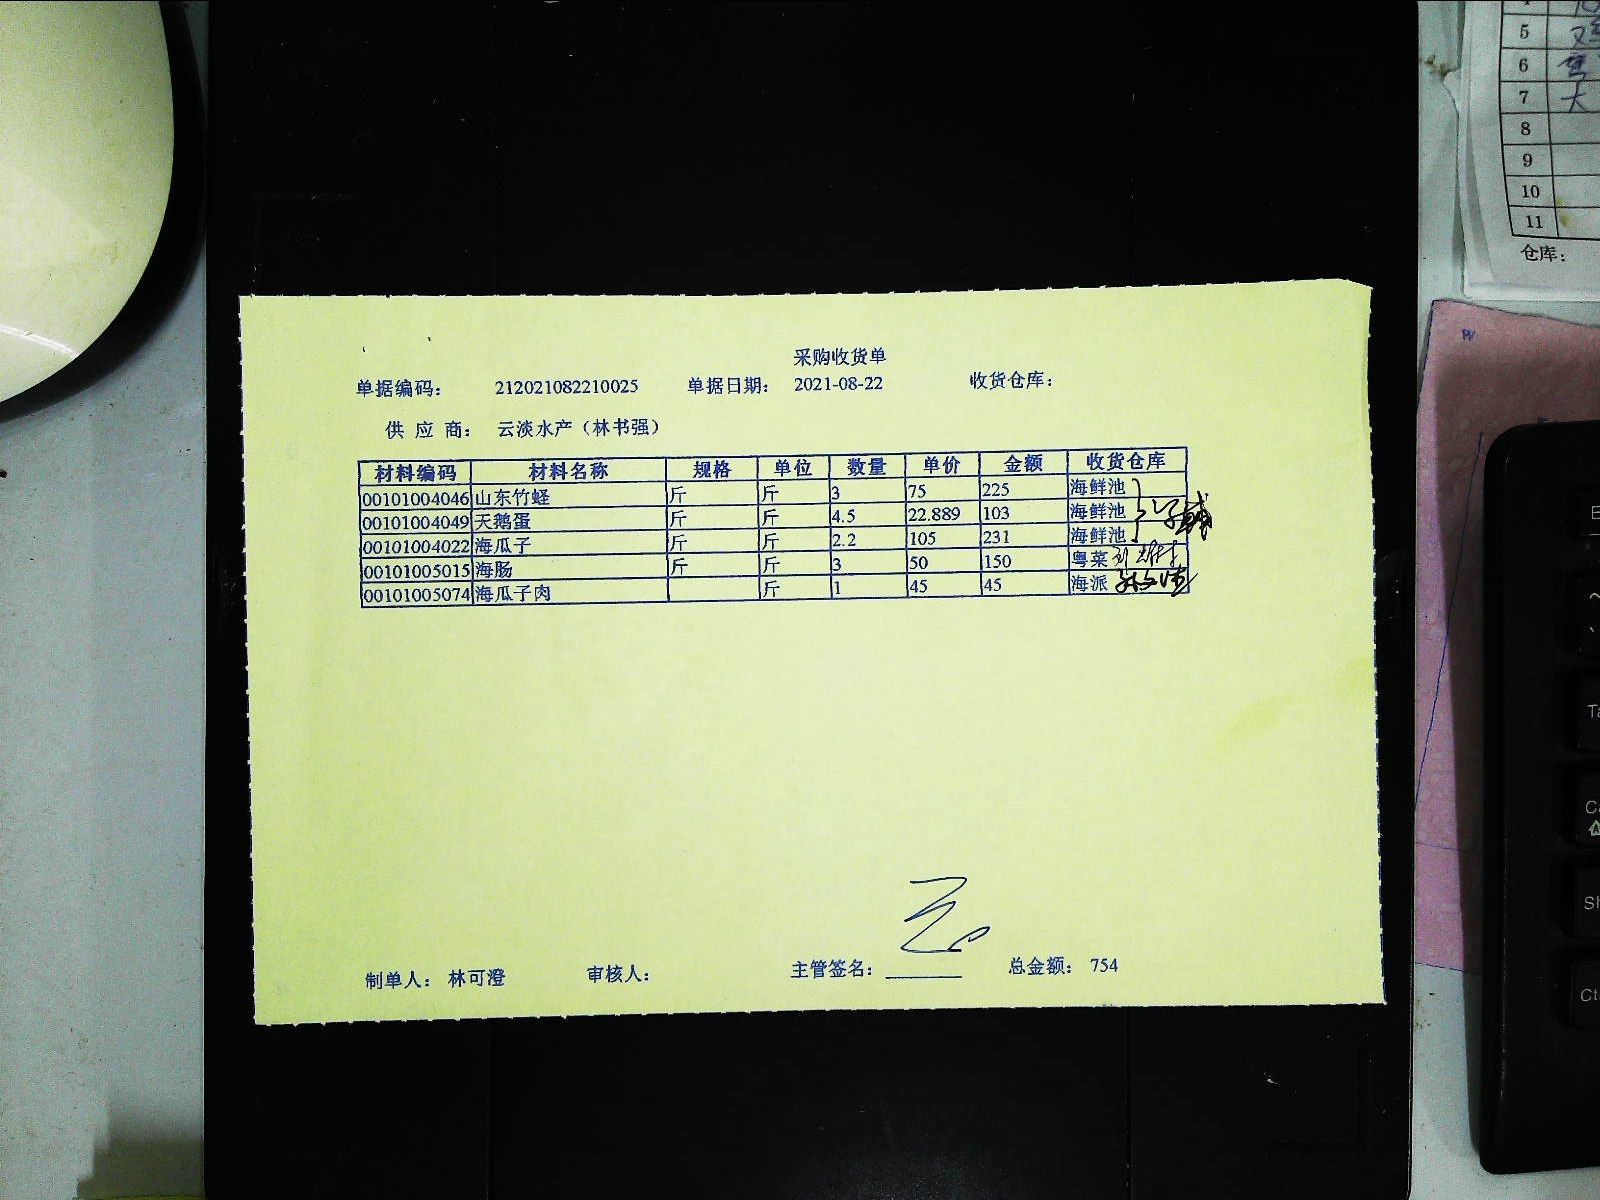 采购收货单
单据编码: 212021082210025 单据日期: 2021-08-22 收货仓库:
供 应 商: 云淡水产（林书强）
材料编码 材料名称 规格 单位 数量 单价 金额 收货仓库
00101004046 山东竹蛏 斤 斤 3 75 225 海鲜池
00101004049 天鹅蛋 斤 斤 4.5 22.889 103 海鲜池
00101004022 海瓜子 斤 斤 2.2 105 231 海鲜池
00101005015 海肠 斤 斤 3 50 150 粤菜
00101005074 海瓜子肉 斤 1 45 45 海派
制单人: 林可澄 审核人: 主管签名: 总金额: 754
5
6
7 大
8
9
10
11
仓库: